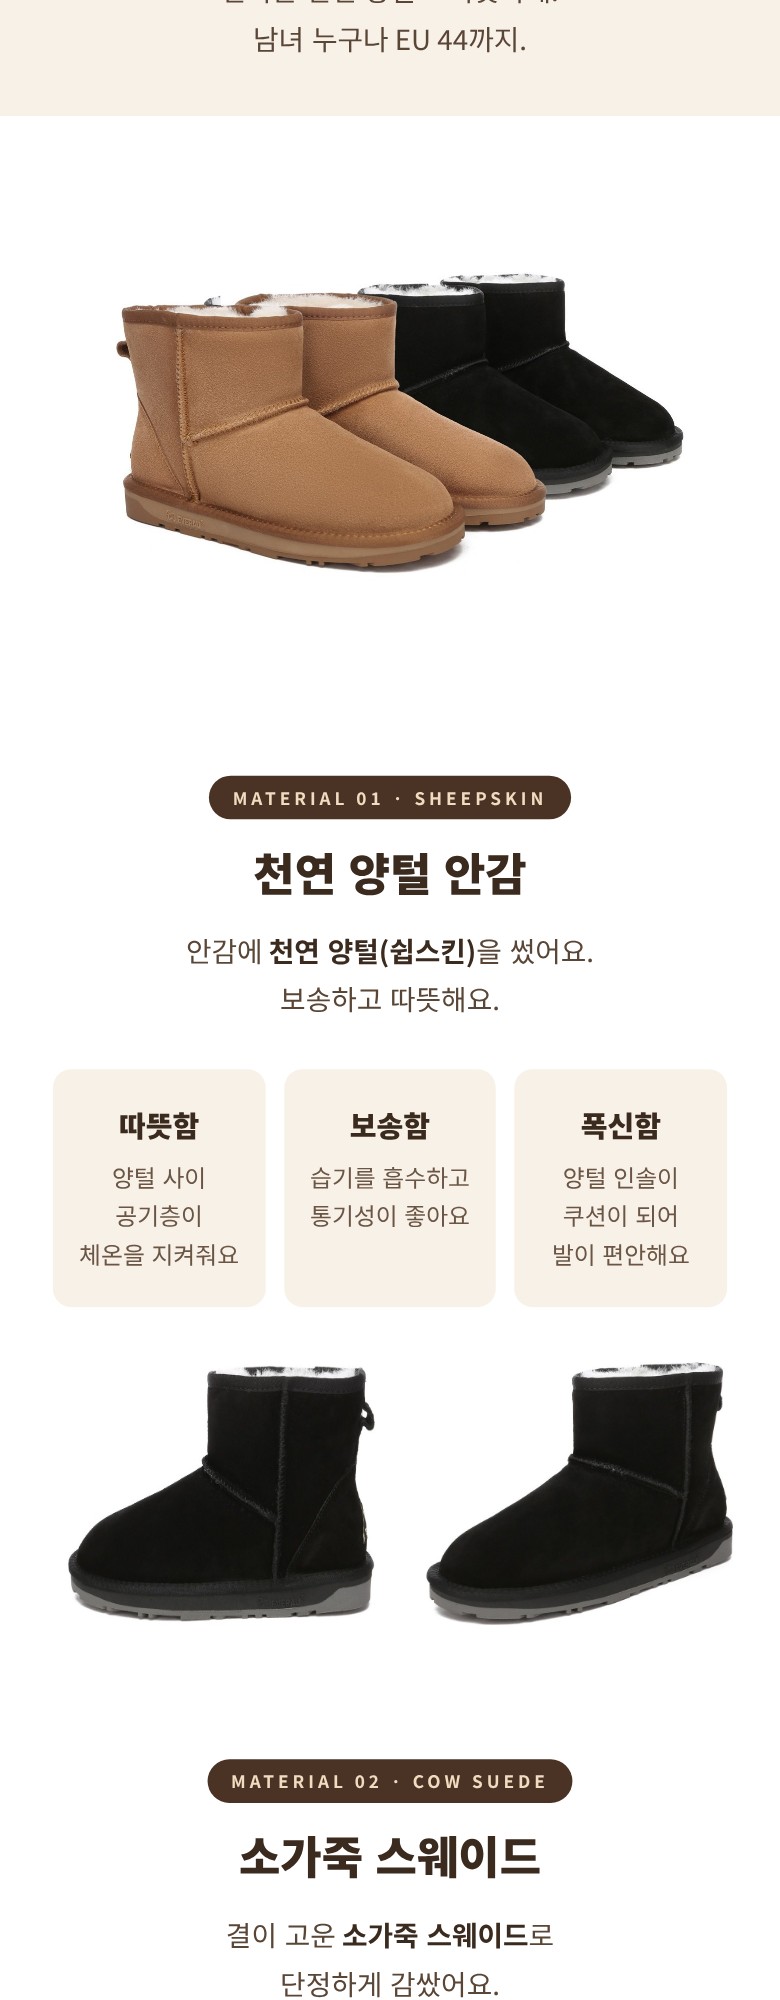 남녀 누구나 EU 44까지.
MATERIAL 01 · SHEEPSKIN
천연 양털 안감
안감에 천연 양털(쉽스킨)을 썼어요.
보송하고 따뜻해요.
따뜻함
양털 사이
공기층이
체온을 지켜줘요
보송함
습기를 흡수하고
통기성이 좋아요
폭신함
양털 인솔이
쿠션이 되어
발이 편안해요
MATERIAL 02 · COW SUEDE
소가죽 스웨이드
결이 고운 소가죽 스웨이드로
단정하게 감쌌어요.